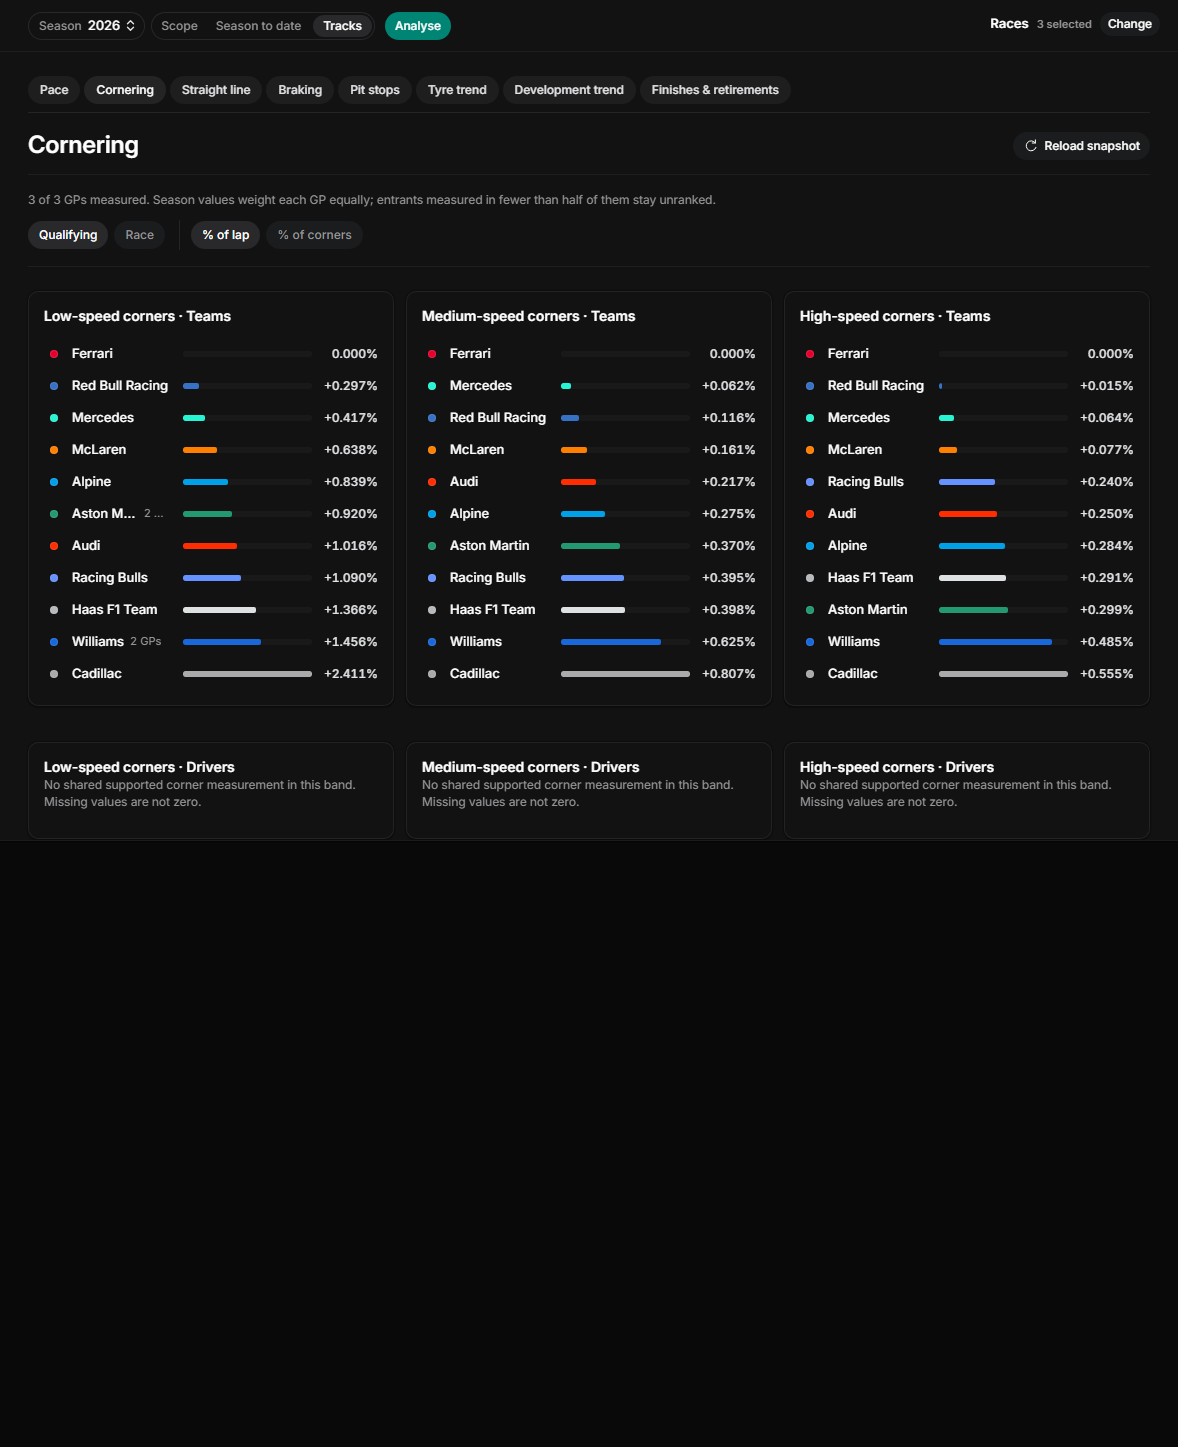 Season 2026 Scope Season to date Tracks Analyse Races 3 selected Change
Pace Cornering Straight line Braking Pit stops Tyre trend Development trend Finishes & retirements
Cornering Reload snapshot
3 of 3 GPs measured. Season values weight each GP equally; entrants measured in fewer than half of them stay unranked.
Qualifying Race % of lap % of corners
Low-speed corners · Teams
Ferrari 0.000%
Red Bull Racing +0.297%
Mercedes +0.417%
McLaren +0.638%
Alpine +0.839%
Aston M... 2 ... +0.920%
Audi +1.016%
Racing Bulls +1.090%
Haas F1 Team +1.366%
Williams 2 GPs +1.456%
Cadillac +2.411%
Medium-speed corners · Teams
Ferrari 0.000%
Mercedes +0.062%
Red Bull Racing +0.116%
McLaren +0.161%
Audi +0.217%
Alpine +0.275%
Aston Martin +0.370%
Racing Bulls +0.395%
Haas F1 Team +0.398%
Williams +0.625%
Cadillac +0.807%
High-speed corners · Teams
Ferrari 0.000%
Red Bull Racing +0.015%
Mercedes +0.064%
McLaren +0.077%
Racing Bulls +0.240%
Audi +0.250%
Alpine +0.284%
Haas F1 Team +0.291%
Aston Martin +0.299%
Williams +0.485%
Cadillac +0.555%
Low-speed corners · Drivers
No shared supported corner measurement in this band.
Missing values are not zero.
Medium-speed corners · Drivers
No shared supported corner measurement in this band.
Missing values are not zero.
High-speed corners · Drivers
No shared supported corner measurement in this band.
Missing values are not zero.